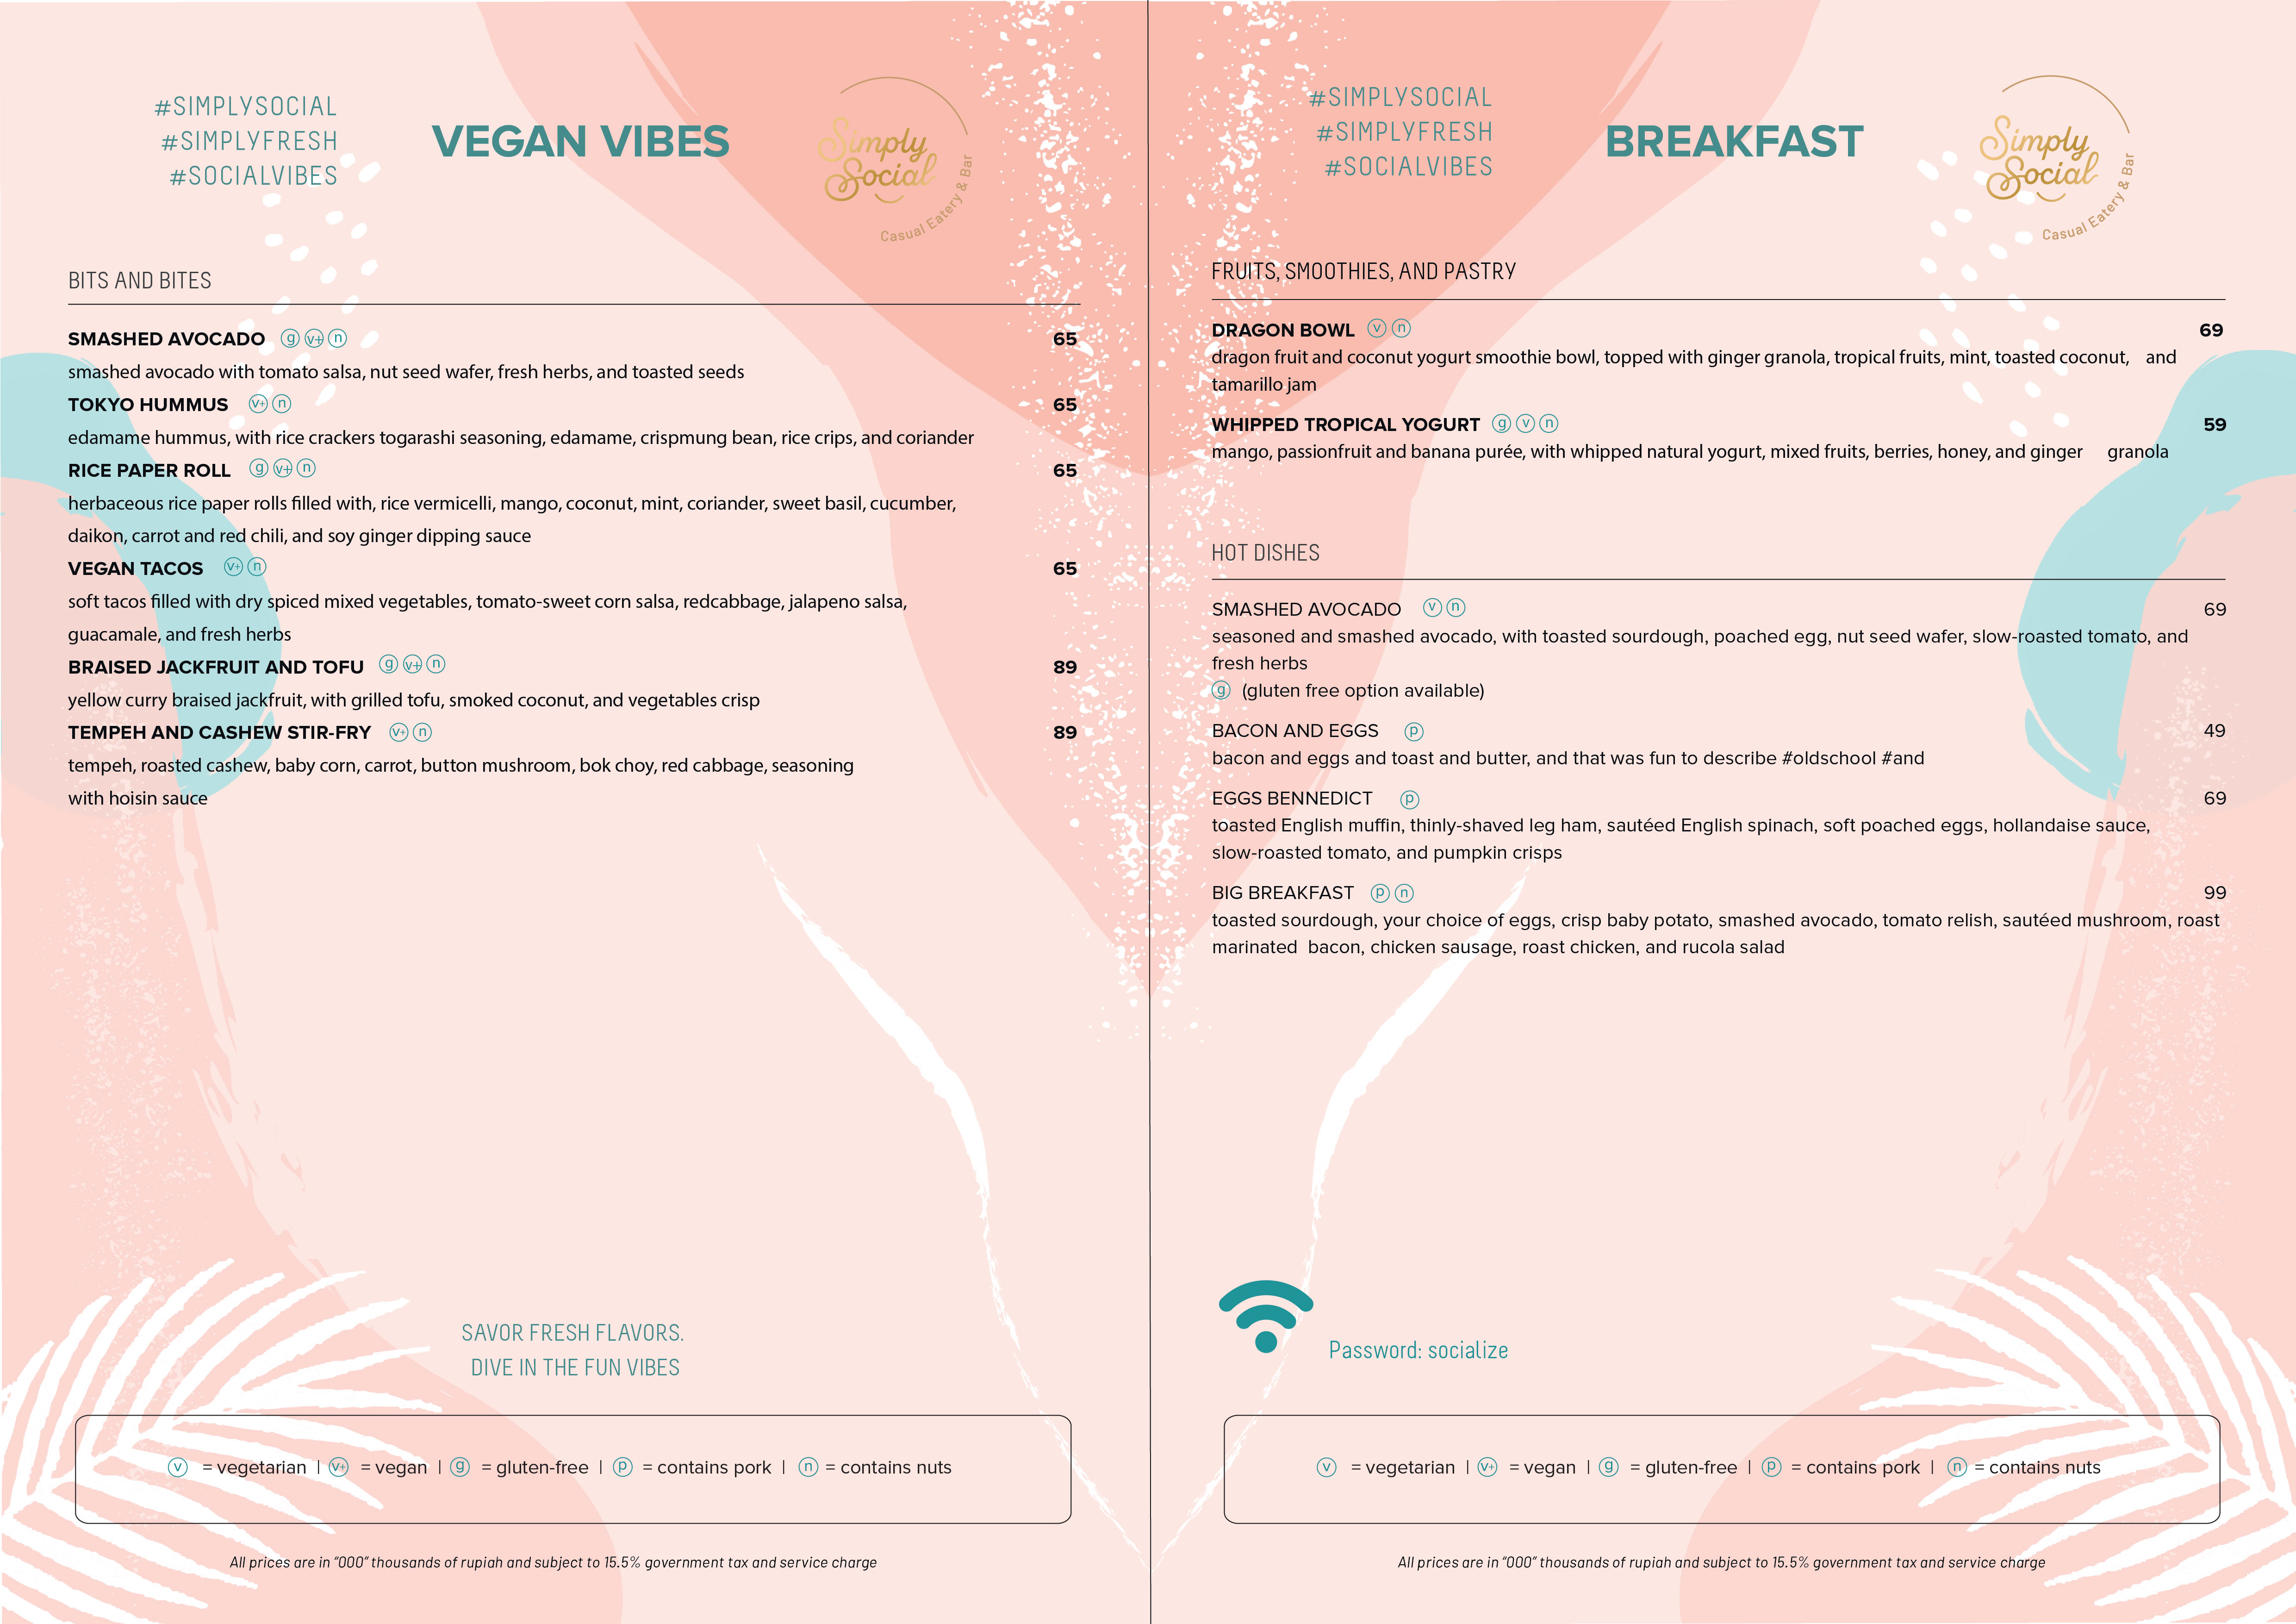 #SIMPLYSOCIAL
#SIMPLYFRESH
#SOCIALVIBES
VEGAN VIBES
Simply
Social
Casual Eatery & Bar
BITS AND BITES
SMASHED AVOCADO g v+ n 65
smashed avocado with tomato salsa, nut seed wafer, fresh herbs, and toasted seeds
TOKYO HUMMUS v+ n 65
edamame hummus, with rice crackers togarashi seasoning, edamame, crispmung bean, rice crips, and coriander
RICE PAPER ROLL g v+ n 65
herbaceous rice paper rolls filled with, rice vermicelli, mango, coconut, mint, coriander, sweet basil, cucumber,
daikon, carrot and red chili, and soy ginger dipping sauce
VEGAN TACOS v+ n 65
soft tacos filled with dry spiced mixed vegetables, tomato-sweet corn salsa, redcabbage, jalapeno salsa,
guacamale, and fresh herbs
BRAISED JACKFRUIT AND TOFU g v+ n 89
yellow curry braised jackfruit, with grilled tofu, smoked coconut, and vegetables crisp
TEMPEH AND CASHEW STIR-FRY v+ n 89
tempeh, roasted cashew, baby corn, carrot, button mushroom, bok choy, red cabbage, seasoning
with hoisin sauce
SAVOR FRESH FLAVORS.
DIVE IN THE FUN VIBES
v = vegetarian | v+ = vegan | g = gluten-free | p = contains pork | n = contains nuts
All prices are in "000" thousands of rupiah and subject to 15.5% government tax and service charge
#SIMPLYSOCIAL
#SIMPLYFRESH
#SOCIALVIBES
BREAKFAST
Simply
Social
Casual Eatery & Bar
FRUITS, SMOOTHIES, AND PASTRY
DRAGON BOWL v n 69
dragon fruit and coconut yogurt smoothie bowl, topped with ginger granola, tropical fruits, mint, toasted coconut, and
tamarillo jam
WHIPPED TROPICAL YOGURT g v n 59
mango, passionfruit and banana purée, with whipped natural yogurt, mixed fruits, berries, honey, and ginger granola
HOT DISHES
SMASHED AVOCADO v n 69
seasoned and smashed avocado, with toasted sourdough, poached egg, nut seed wafer, slow-roasted tomato, and
fresh herbs
g (gluten free option available)
BACON AND EGGS p 49
bacon and eggs and toast and butter, and that was fun to describe #oldschool #and
EGGS BENNEDICT p 69
toasted English muffin, thinly-shaved leg ham, sautéed English spinach, soft poached eggs, hollandaise sauce,
slow-roasted tomato, and pumpkin crisps
BIG BREAKFAST p n 99
toasted sourdough, your choice of eggs, crisp baby potato, smashed avocado, tomato relish, sautéed mushroom, roast
marinated bacon, chicken sausage, roast chicken, and rucola salad
Password: socialize
v = vegetarian | v+ = vegan | g = gluten-free | p = contains pork | n = contains nuts
All prices are in "000" thousands of rupiah and subject to 15.5% government tax and service charge